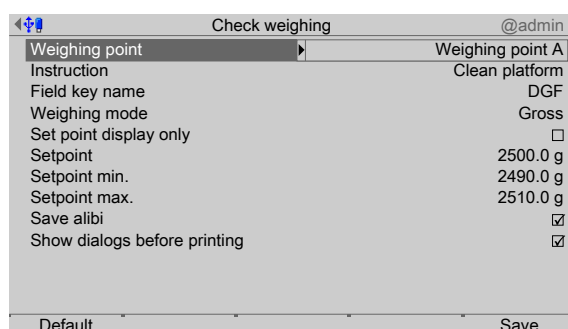 Check weighing @admin
Weighing point Weighing point A
Instruction Clean platform
Field key name DGF
Weighing mode Gross
Set point display only
Setpoint 2500.0 g
Setpoint min. 2490.0 g
Setpoint max. 2510.0 g
Save alibi
Show dialogs before printing
Default Save